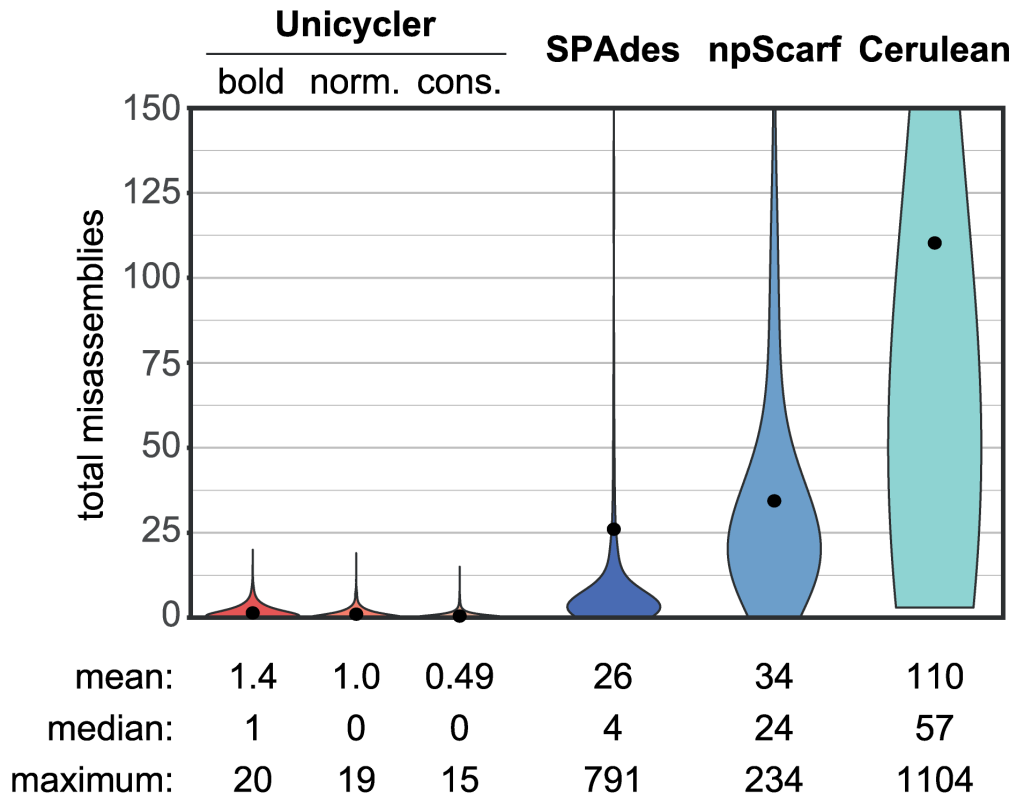 Unicycler
SPAdes npScarf Cerulean
bold norm. cons.
150
125
100
75
50
25
0
total misassemblies
mean: 1.4 1.0 0.49 26 34 110
median: 1 0 0 4 24 57
maximum: 20 19 15 791 234 1104